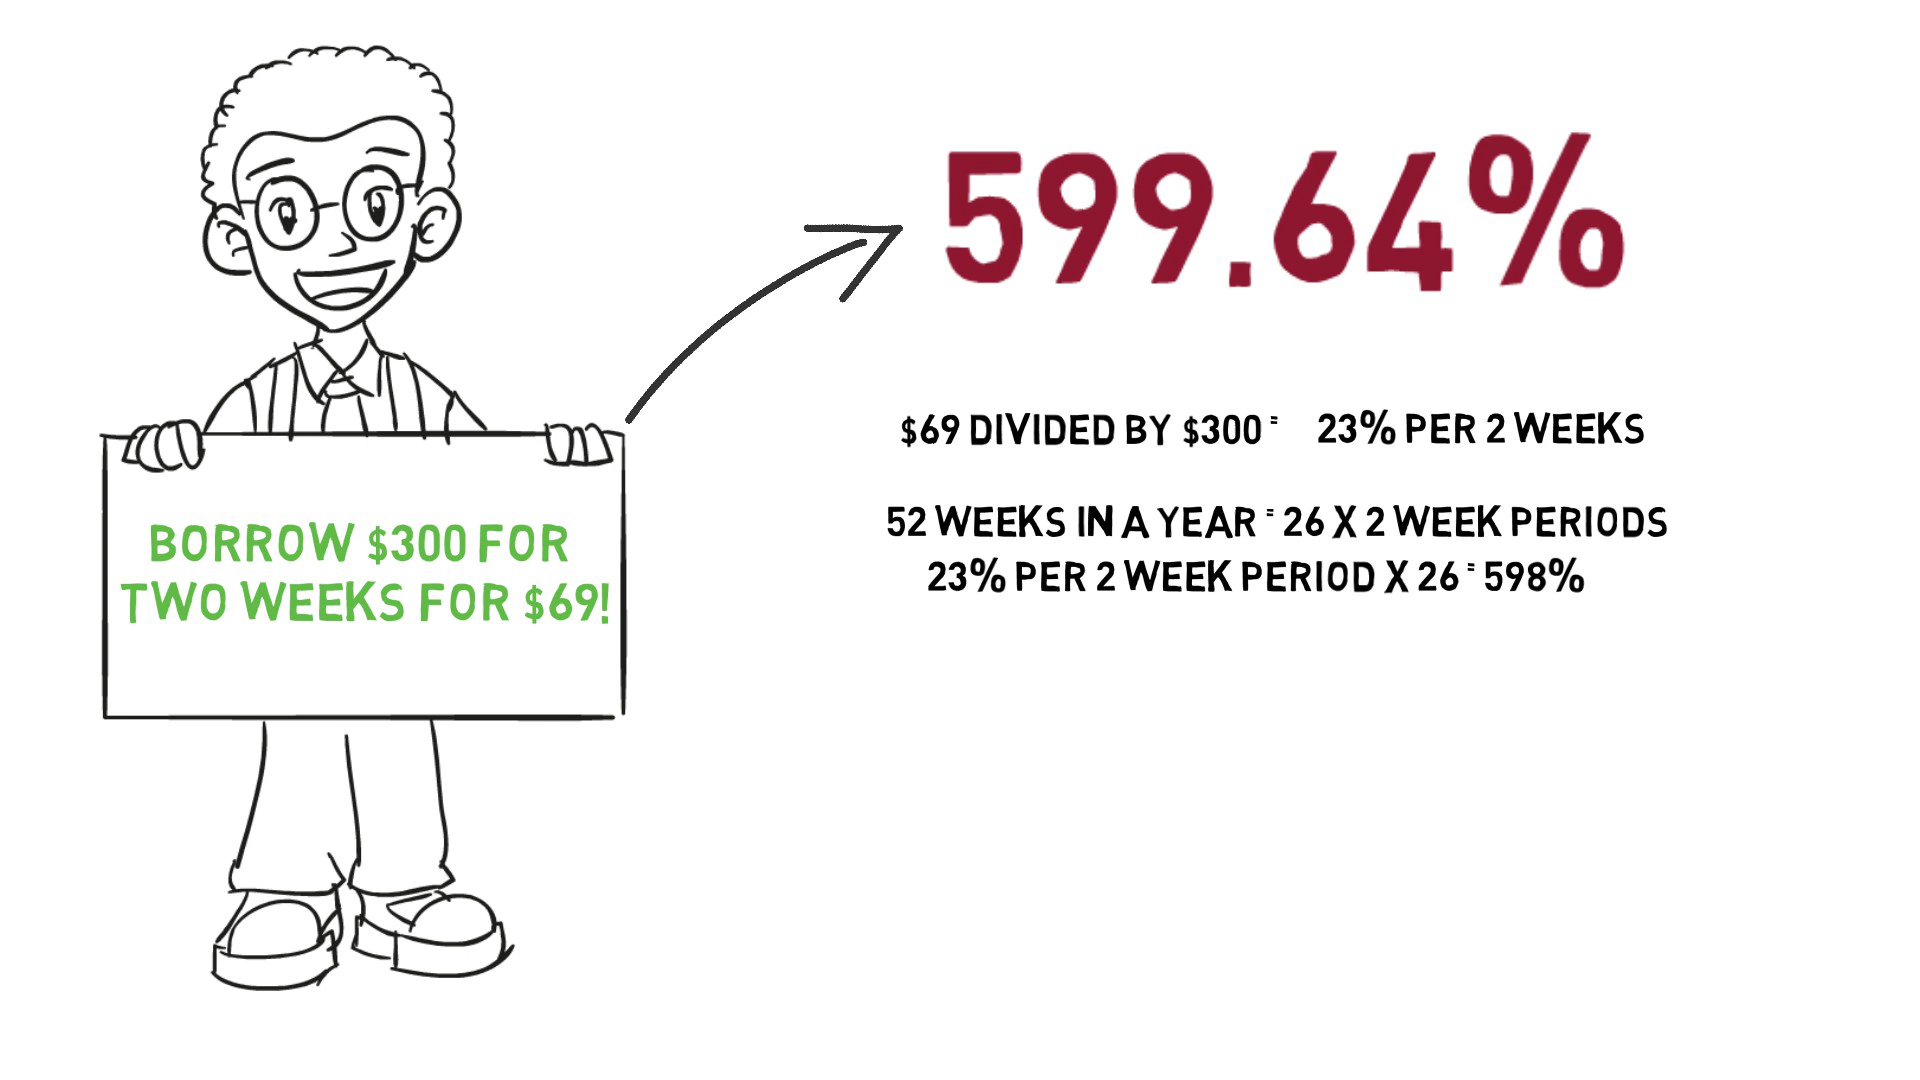 599.64%
$69 DIVIDED BY $300 = 23% PER 2 WEEKS
BORROW $300 FOR
TWO WEEKS FOR $69!
52 WEEKS IN A YEAR = 26 X 2 WEEK PERIODS
23% PER 2 WEEK PERIOD X 26 = 598%